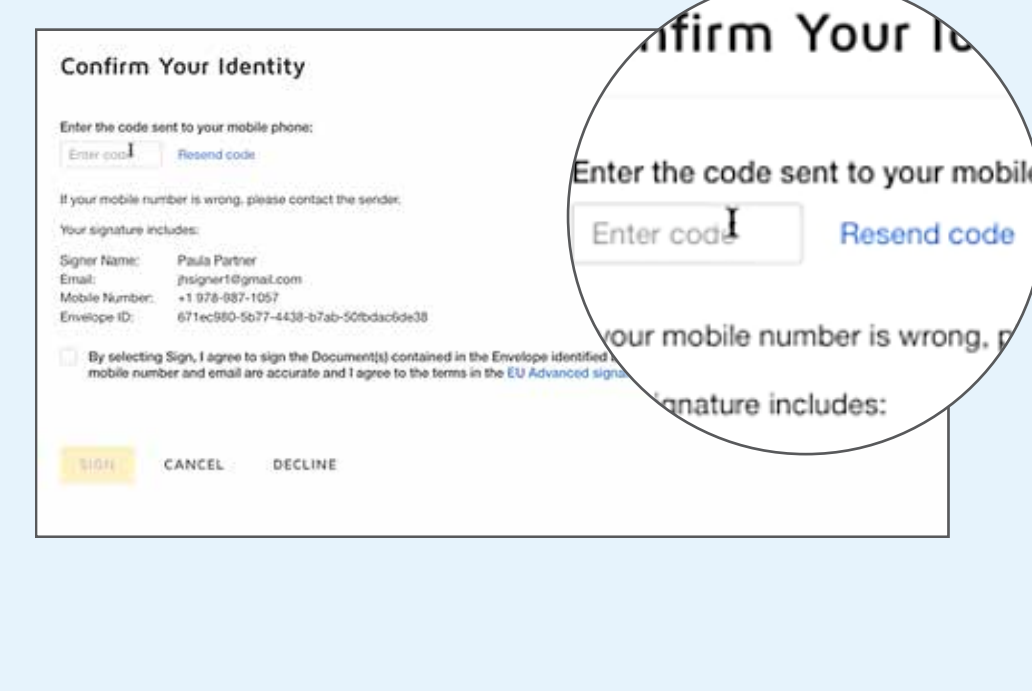 Confirm Your Identity
Enter the code sent to your mobile phone:
Enter code Resend code
If your mobile number is wrong, please contact the sender.
Your signature includes:
Signer Name: Paula Partner
Email: jhsigner1@gmail.com
Mobile Number: +1 978-987-1057
Envelope ID: 671ec980-5b77-4438-b7ab-50fbdac6de38
By selecting Sign, I agree to sign the Document(s) contained in the Envelope identified
mobile number and email are accurate and I agree to the terms in the EU Advanced signa
SIGN CANCEL DECLINE
nfirm Your Id
Enter the code sent to your mobile
Enter code Resend code
your mobile number is wrong, p
ignature includes: